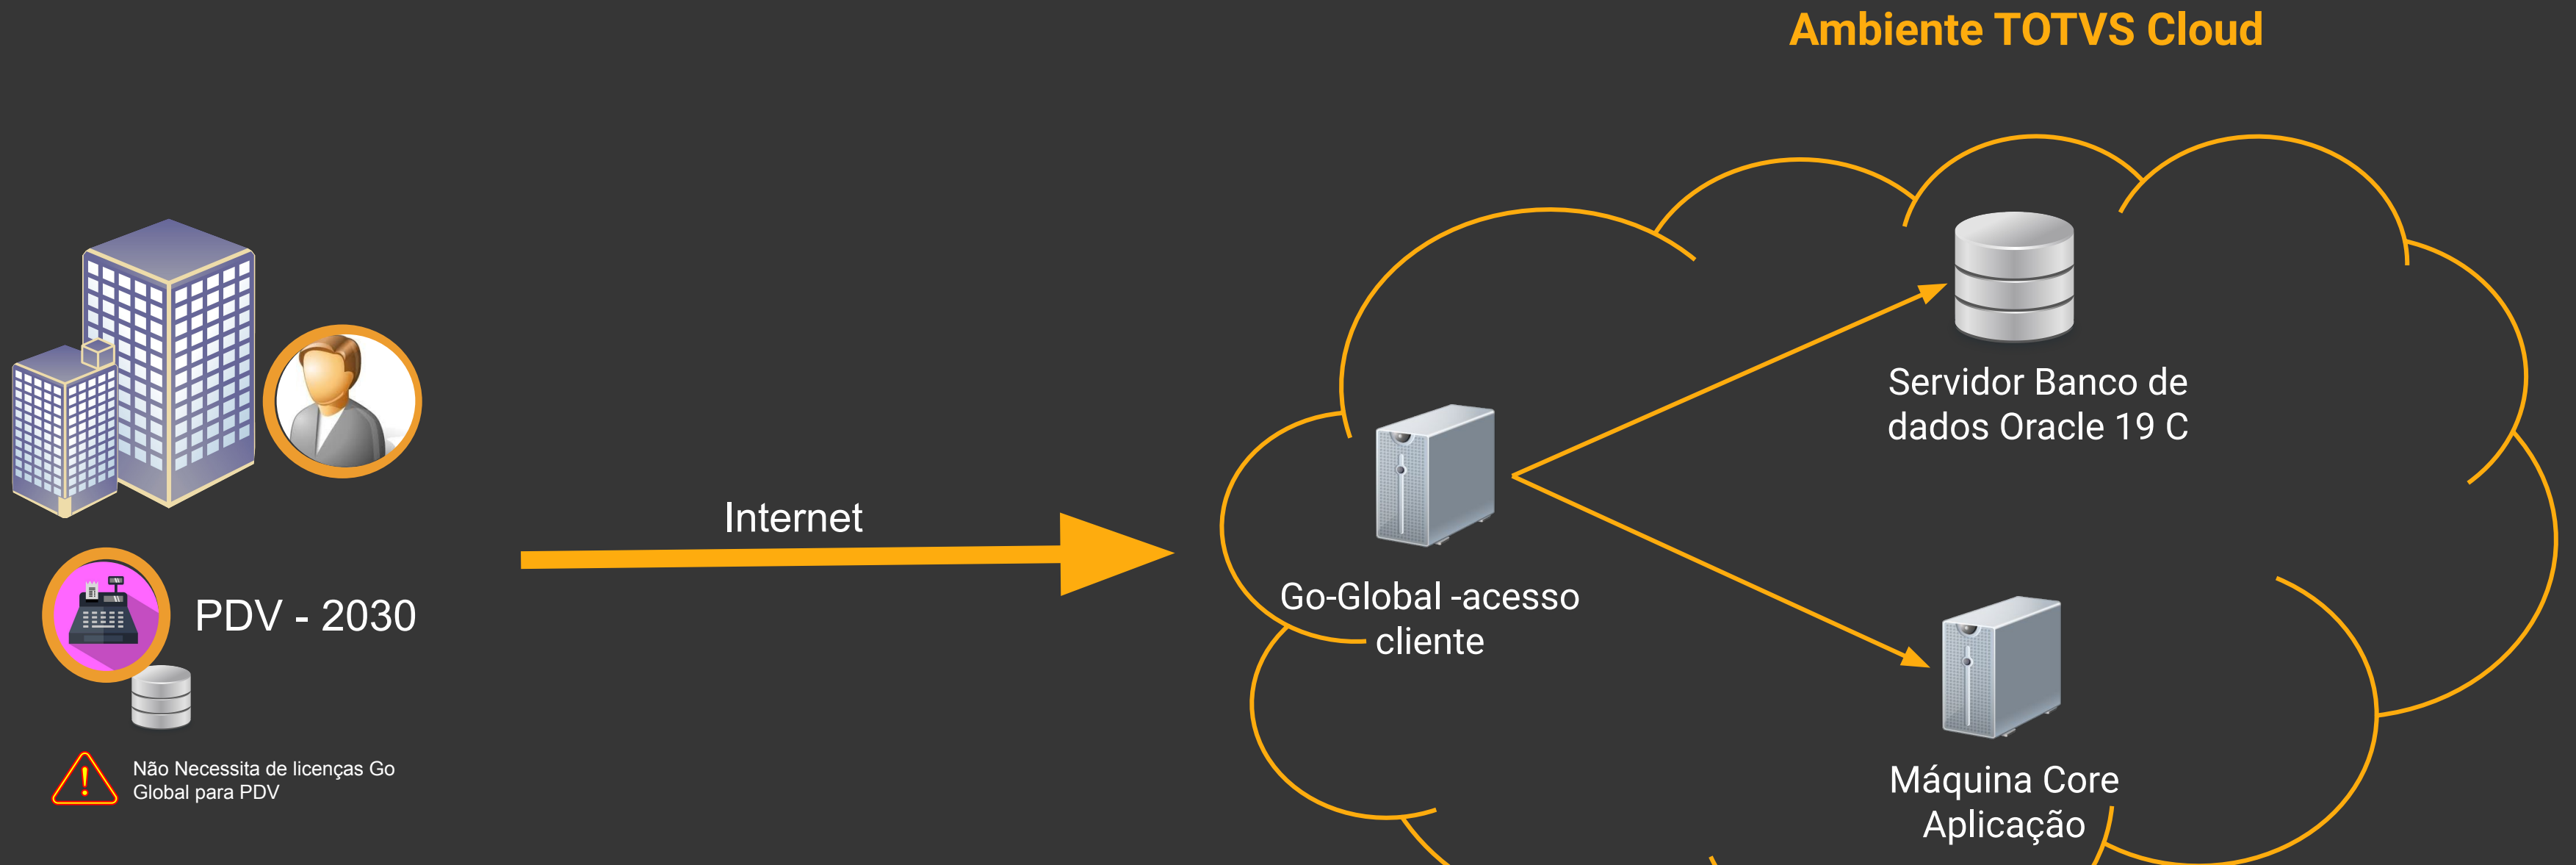 Ambiente TOTVS Cloud
Servidor Banco de
dados Oracle 19 C
Internet
Go-Global -acesso
cliente
PDV - 2030
Não Necessita de licenças Go
Global para PDV
Máquina Core
Aplicação